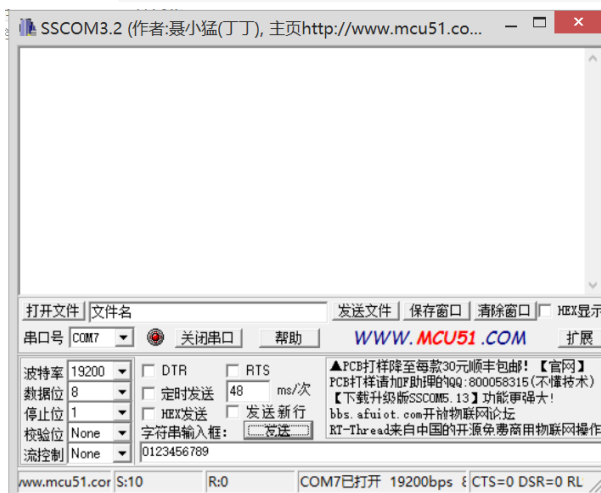 SSCOM3.2 (作者:聂小猛(丁丁), 主页http://www.mcu51.co...
打开文件 文件名 发送文件 保存窗口 清除窗口 HEX显示
串口号 COM7 关闭串口 帮助 WWW.MCU51.COM 扩展
波特率 19200 DTR RTS
数据位 8 定时发送 48 ms/次
停止位 1 HEX发送 发送新行
校验位 None 字符串输入框: 发送
流控制 None 0123456789
▲PCB打样降至每款30元顺丰包邮!【官网】
PCB打样请加F助理的QQ:800058315(不懂技术)
【下载升级版SSCOM5.13】功能更强大!
bbs.afuiot.com开放物联网论坛
RT-Thread来自中国的开源免费商用物联网操作
www.mcu51.cor S:10 R:0 COM7已打开 19200bps 8 CTS=0 DSR=0 RL